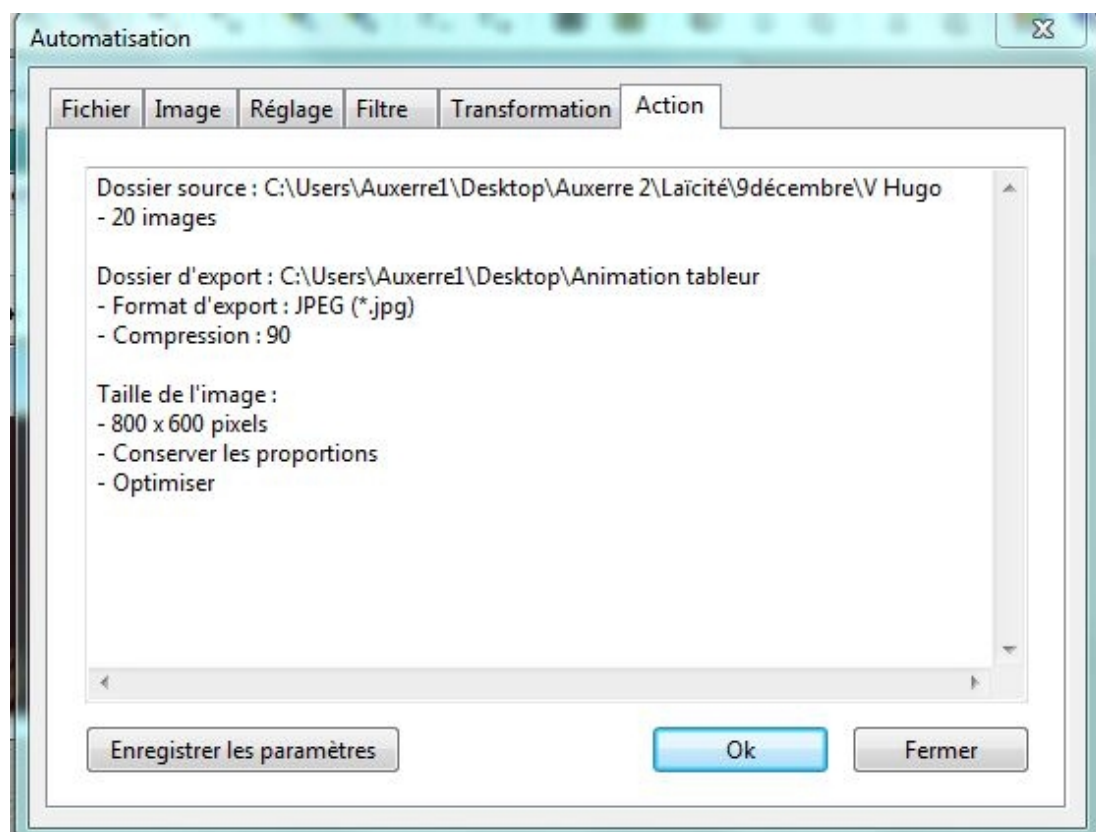 Automatisation
Fichier Image Réglage Filtre Transformation Action
Dossier source : C:\Users\Auxerre1\Desktop\Auxerre 2\Laïcité\9décembre\V Hugo
- 20 images
Dossier d'export : C:\Users\Auxerre1\Desktop\Animation tableur
- Format d'export : JPEG (*.jpg)
- Compression : 90
Taille de l'image :
- 800 x 600 pixels
- Conserver les proportions
- Optimiser
Enregistrer les paramètres Ok Fermer